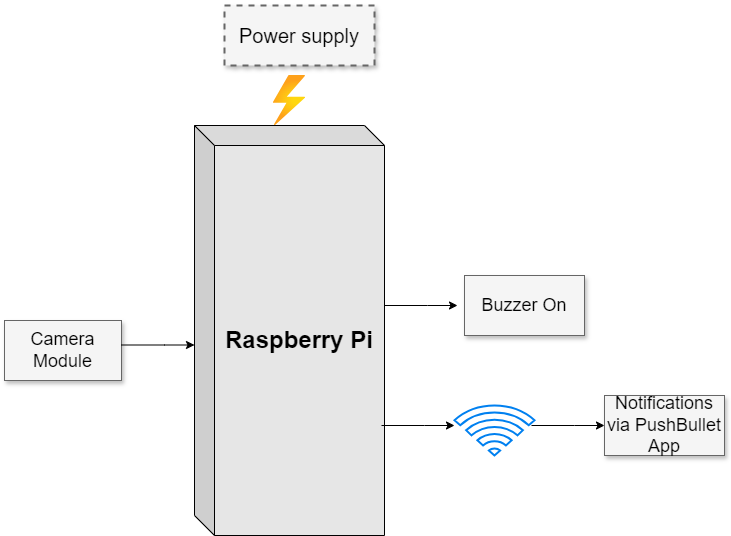 Power supply
Raspberry Pi
Buzzer On
Camera
Module
Notifications
via PushBullet
App